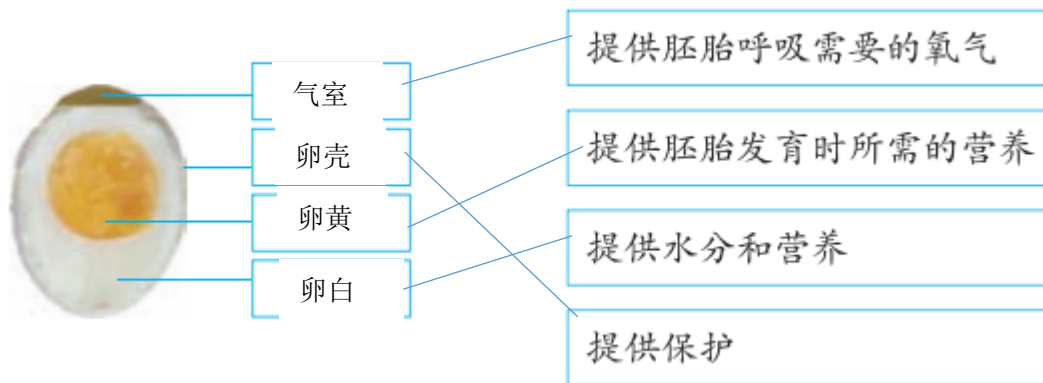 气室
卵壳
卵黄
卵白
提供胚胎呼吸需要的氧气
提供胚胎发育时所需的营养
提供水分和营养
提供保护